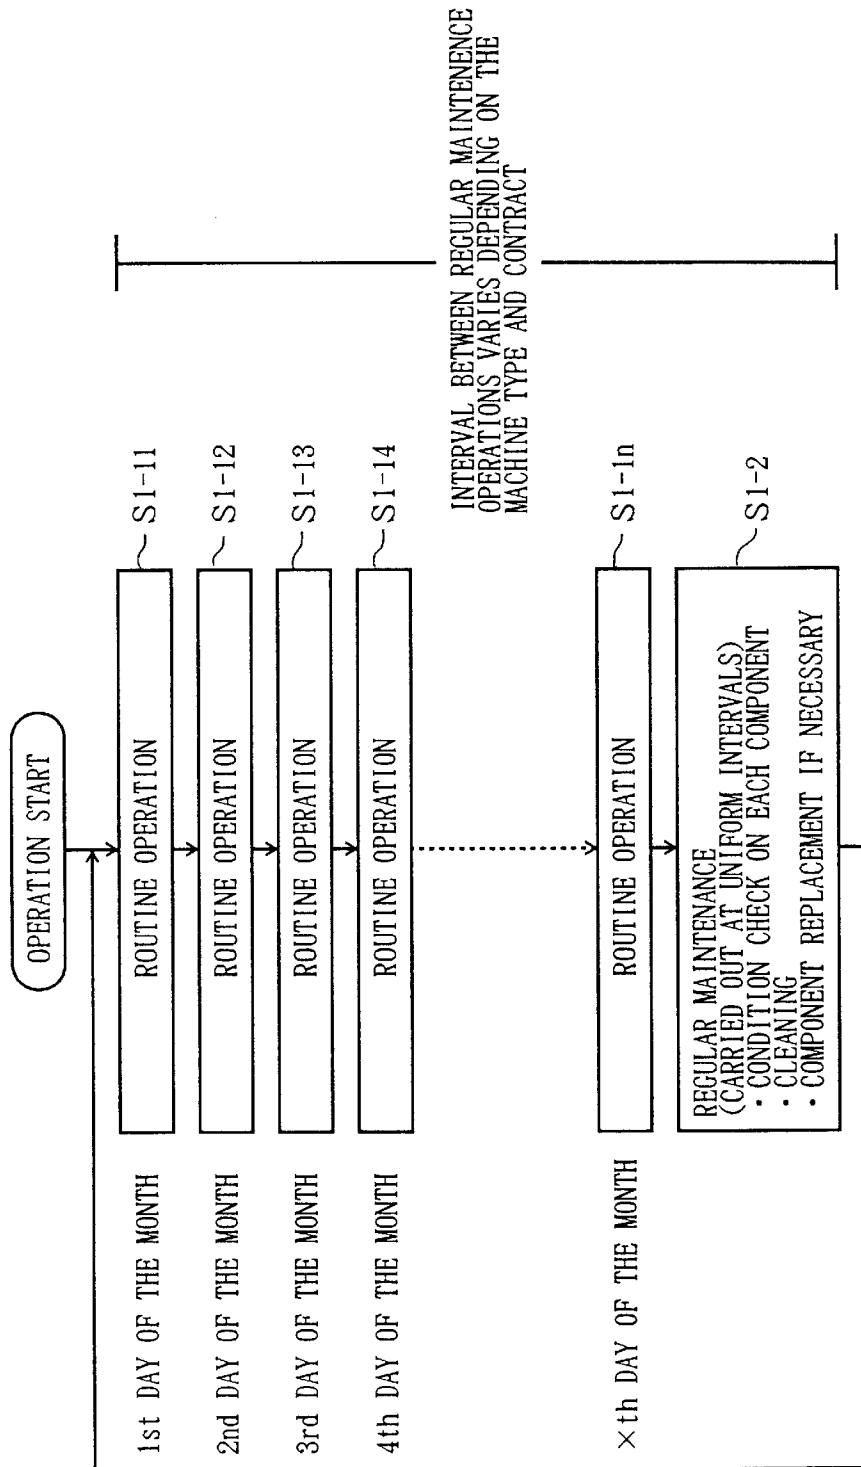 OPERATION START
1st DAY OF THE MONTH
ROUTINE OPERATION
S1-11
2nd DAY OF THE MONTH
ROUTINE OPERATION
S1-12
3rd DAY OF THE MONTH
ROUTINE OPERATION
S1-13
4th DAY OF THE MONTH
ROUTINE OPERATION
S1-14
INTERVAL BETWEEN REGULAR MAINTENENCE
OPERATIONS VARIES DEPENDING ON THE
MACHINE TYPE AND CONTRACT
×th DAY OF THE MONTH
ROUTINE OPERATION
S1-1n
REGULAR MAINTENANCE
(CARRIED OUT AT UNIFORM INTERVALS)
・CONDITION CHECK ON EACH COMPONENT
・CLEANING
・COMPONENT REPLACEMENT IF NECESSARY
S1-2